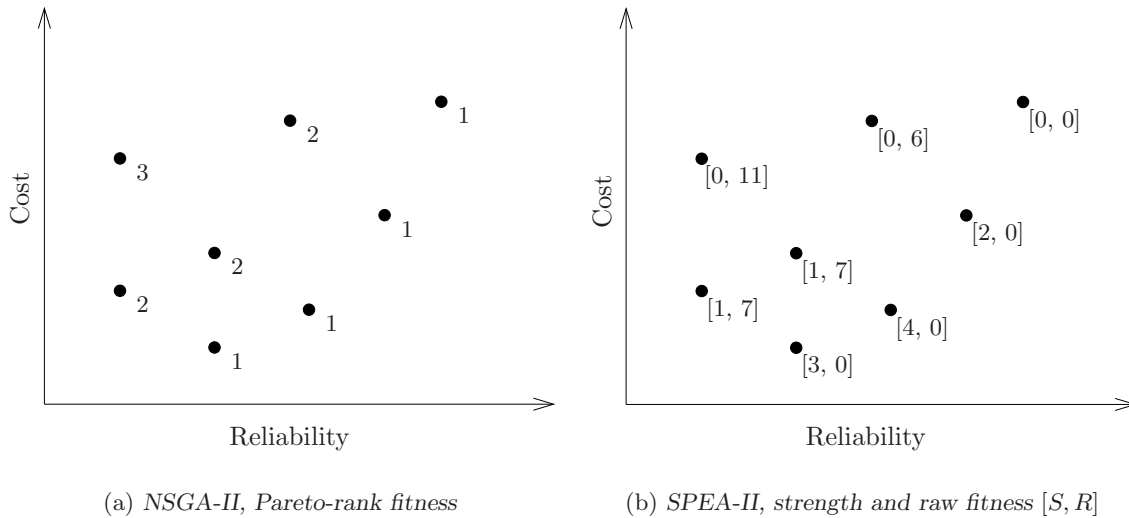 1
2
3
1
2
2
1
1
Cost
Reliability
(a) NSGA-II, Pareto-rank fitness
[0, 0]
[0, 6]
[0, 11]
[2, 0]
[1, 7]
[1, 7]
[4, 0]
[3, 0]
Cost
Reliability
(b) SPEA-II, strength and raw fitness [S, R]